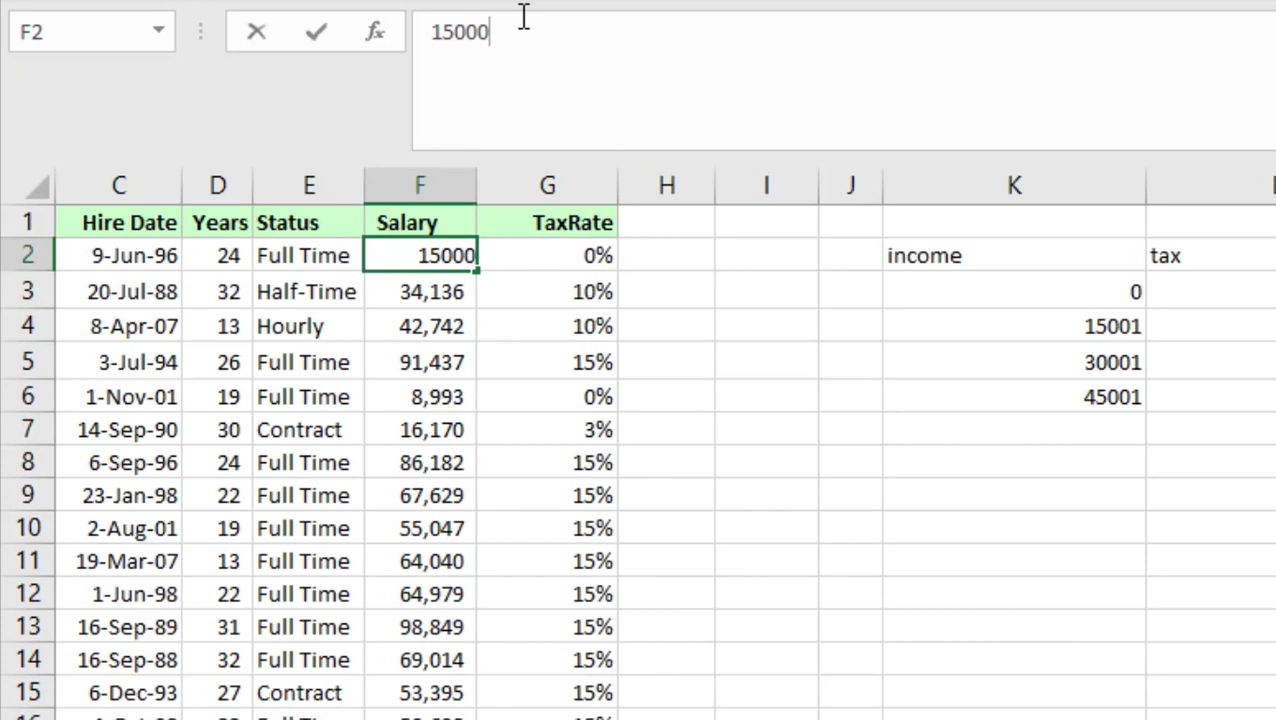 F2 fx 15000
C D E F G H I J K
1 Hire Date Years Status Salary TaxRate
2 9-Jun-96 24 Full Time 15000 0% income tax
3 20-Jul-88 32 Half-Time 34,136 10% 0
4 8-Apr-07 13 Hourly 42,742 10% 15001
5 3-Jul-94 26 Full Time 91,437 15% 30001
6 1-Nov-01 19 Full Time 8,993 0% 45001
7 14-Sep-90 30 Contract 16,170 3%
8 6-Sep-96 24 Full Time 86,182 15%
9 23-Jan-98 22 Full Time 67,629 15%
10 2-Aug-01 19 Full Time 55,047 15%
11 19-Mar-07 13 Full Time 64,040 15%
12 1-Jun-98 22 Full Time 64,979 15%
13 16-Sep-89 31 Full Time 98,849 15%
14 16-Sep-88 32 Full Time 69,014 15%
15 6-Dec-93 27 Contract 53,395 15%